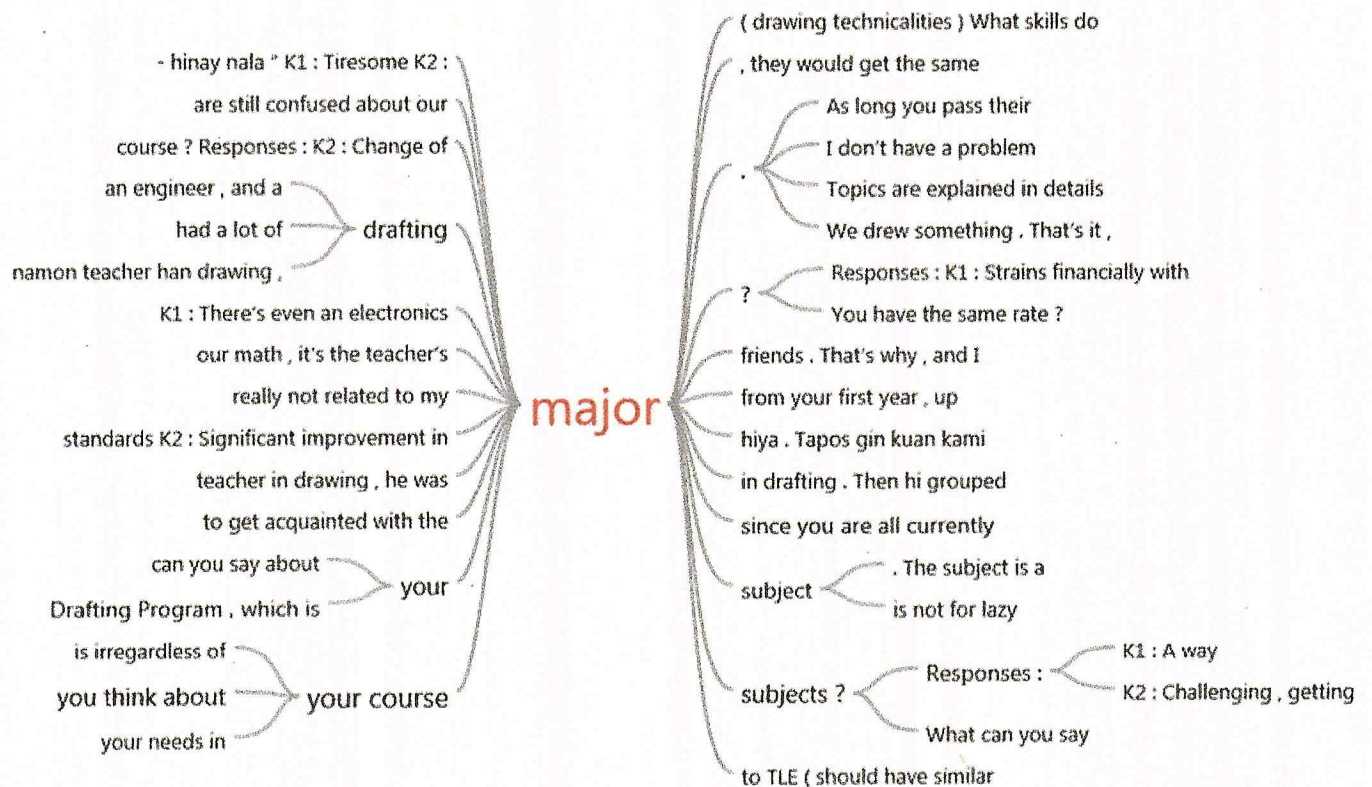 - hinay nala " K1 : Tiresome K2 :
are still confused about our
course ? Responses : K2 : Change of
an engineer , and a
had a lot of
namon teacher han drawing ,
drafting
K1 : There's even an electronics
our math , it's the teacher's
really not related to my
standards K2 : Significant improvement in
teacher in drawing , he was
to get acquainted with the
can you say about
Drafting Program , which is
your
is irregardless of
you think about
your needs in
your course
major
( drawing technicalities ) What skills do
, they would get the same
.
As long you pass their
I don't have a problem
Topics are explained in details
We drew something . That's it ,
?
Responses : K1 : Strains financially with
You have the same rate ?
friends . That's why , and I
from your first year , up
hiya . Tapos gin kuan kami
in drafting . Then hi grouped
since you are all currently
subject
. The subject is a
is not for lazy
subjects ?
Responses :
K1 : A way
K2 : Challenging , getting
What can you say
to TLE ( should have similar